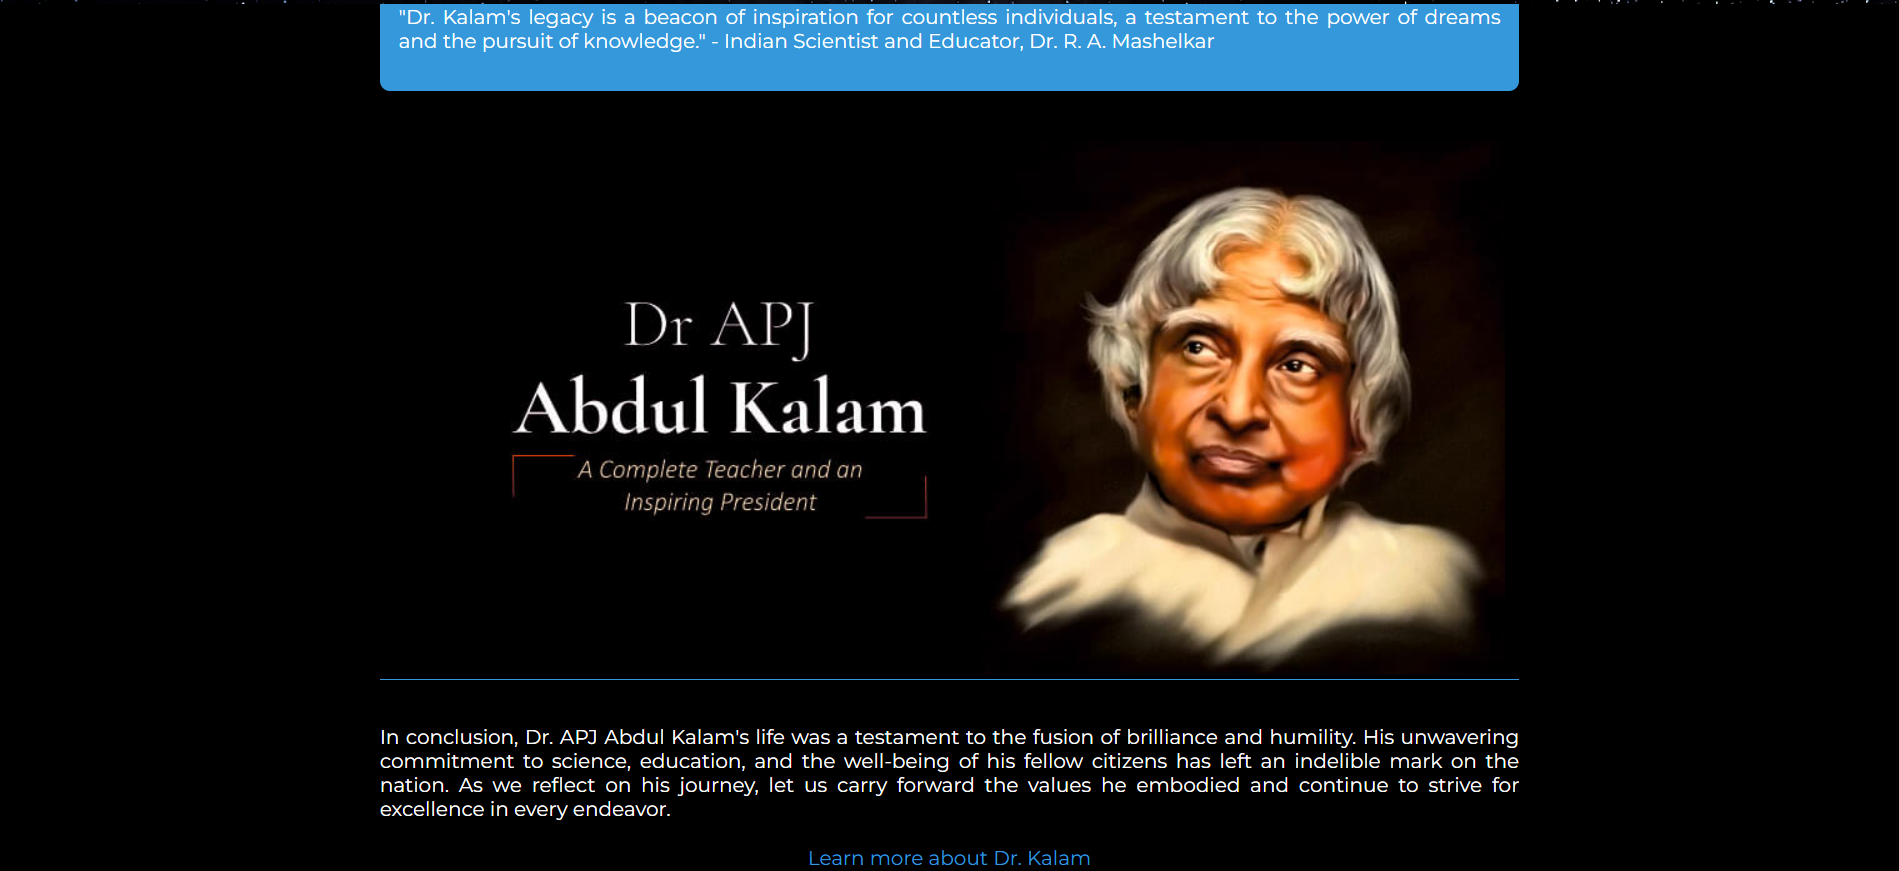 "Dr. Kalam's legacy is a beacon of inspiration for countless individuals, a testament to the power of dreams
and the pursuit of knowledge." - Indian Scientist and Educator, Dr. R. A. Mashelkar
Dr APJ
Abdul Kalam
A Complete Teacher and an
Inspiring President
In conclusion, Dr. APJ Abdul Kalam's life was a testament to the fusion of brilliance and humility. His unwavering
commitment to science, education, and the well-being of his fellow citizens has left an indelible mark on the
nation. As we reflect on his journey, let us carry forward the values he embodied and continue to strive for
excellence in every endeavor.
Learn more about Dr. Kalam